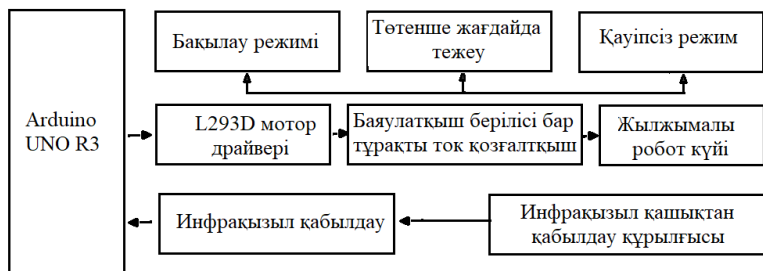 Бақылау режимі
Төтенше жағдайда
тежеу
Қауіпсіз режим
Arduino
UNO R3
L293D мотор
драйвері
Баяулатқыш берілісі бар
тұрақты ток қозғалтқыш
Жылжымалы
робот күйі
Инфрақызыл қабылдау
Инфрақызыл қашықтан
қабылдау құрылғысы